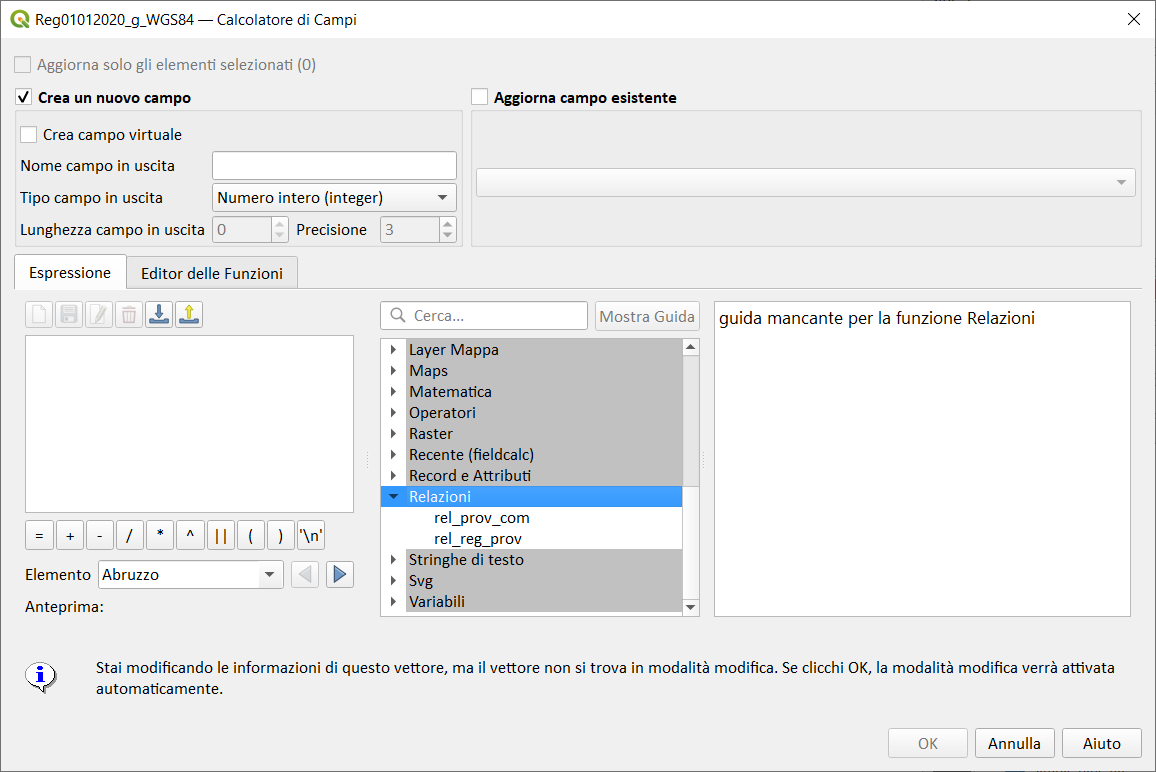 Reg01012020_g_WGS84 — Calcolatore di Campi
Aggiorna solo gli elementi selezionati (0)
Crea un nuovo campo
Aggiorna campo esistente
Crea campo virtuale
Nome campo in uscita
Tipo campo in uscita
Numero intero (integer)
Lunghezza campo in uscita
0
Precisione
3
Espressione
Editor delle Funzioni
Cerca...
Mostra Guida
Layer Mappa
Maps
Matematica
Operatori
Raster
Recente (fieldcalc)
Record e Attributi
Relazioni
rel_prov_com
rel_reg_prov
Stringhe di testo
Svg
Variabili
guida mancante per la funzione Relazioni
= + - / * ^ || ( ) '\n'
Elemento
Abruzzo
Anteprima:
Stai modificando le informazioni di questo vettore, ma il vettore non si trova in modalità modifica. Se clicchi OK, la modalità modifica verrà attivata
automaticamente.
OK
Annulla
Aiuto